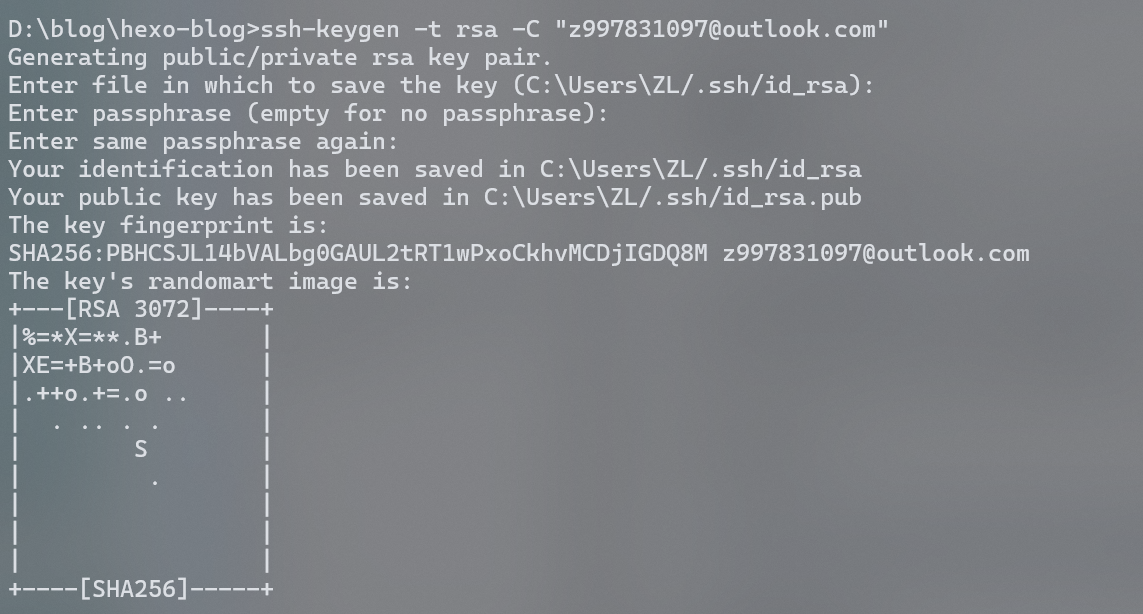 D:\blog\hexo-blog>ssh-keygen -t rsa -C "z997831097@outlook.com"
Generating public/private rsa key pair.
Enter file in which to save the key (C:\Users\ZL/.ssh/id_rsa):
Enter passphrase (empty for no passphrase):
Enter same passphrase again:
Your identification has been saved in C:\Users\ZL/.ssh/id_rsa
Your public key has been saved in C:\Users\ZL/.ssh/id_rsa.pub
The key fingerprint is:
SHA256:PBHCSJL14bVALbg0GAUL2tRT1wPxoCkhvMCDjIGDQ8M z997831097@outlook.com
The key's randomart image is:
+---[RSA 3072]----+
|%=*X=**.B+       |
|XE=+B+oO.=o      |
|.++o.+=.o ..     |
|  . .. . .       |
|        S        |
|         .       |
|                 |
|                 |
|                 |
+----[SHA256]-----+